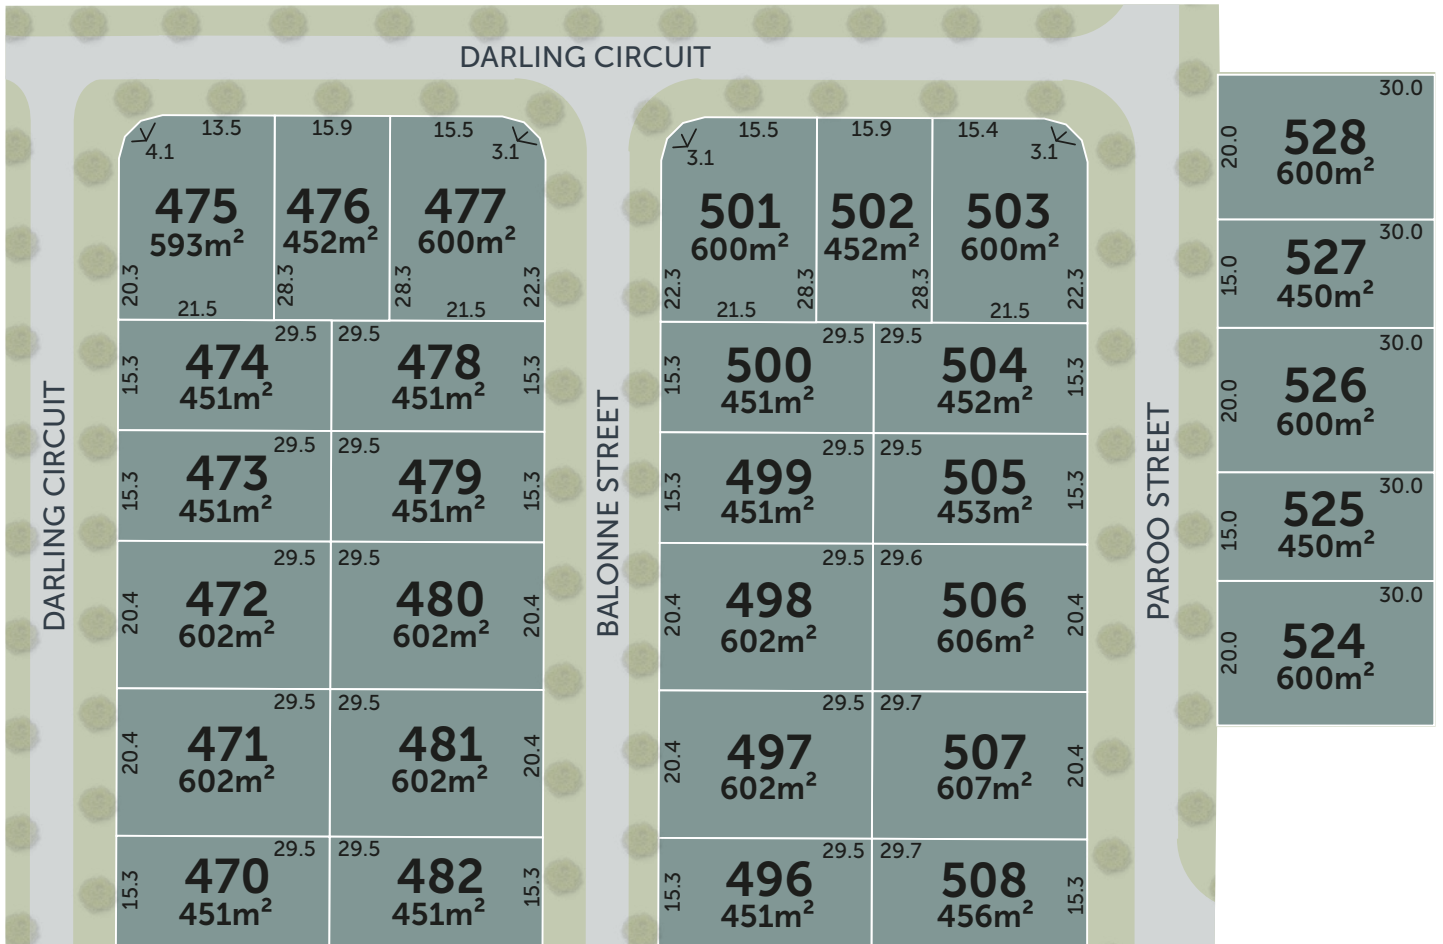 DARLING CIRCUIT
DARLING CIRCUIT
BALONNE STREET
PAROO STREET
13.5
4.1
475
593m²
20.3
21.5
15.9
476
452m²
28.3
15.5
3.1
477
600m²
28.3
22.3
21.5
15.5
3.1
501
600m²
22.3
28.3
21.5
15.9
502
452m²
28.3
15.4
3.1
503
600m²
22.3
21.5
29.5
474
451m²
15.3
29.5
478
451m²
15.3
29.5
500
451m²
15.3
29.5
504
452m²
15.3
29.5
473
451m²
15.3
29.5
479
451m²
15.3
29.5
499
451m²
15.3
29.5
505
453m²
15.3
29.5
472
602m²
20.4
29.5
480
602m²
20.4
29.5
498
602m²
20.4
29.6
506
606m²
20.4
29.5
471
602m²
20.4
29.5
481
602m²
20.4
29.5
497
602m²
20.4
29.7
507
607m²
20.4
29.5
470
451m²
15.3
29.5
482
451m²
15.3
29.5
496
451m²
15.3
29.7
508
456m²
15.3
30.0
528
600m²
20.0
30.0
527
450m²
15.0
30.0
526
600m²
20.0
30.0
525
450m²
15.0
30.0
524
600m²
20.0